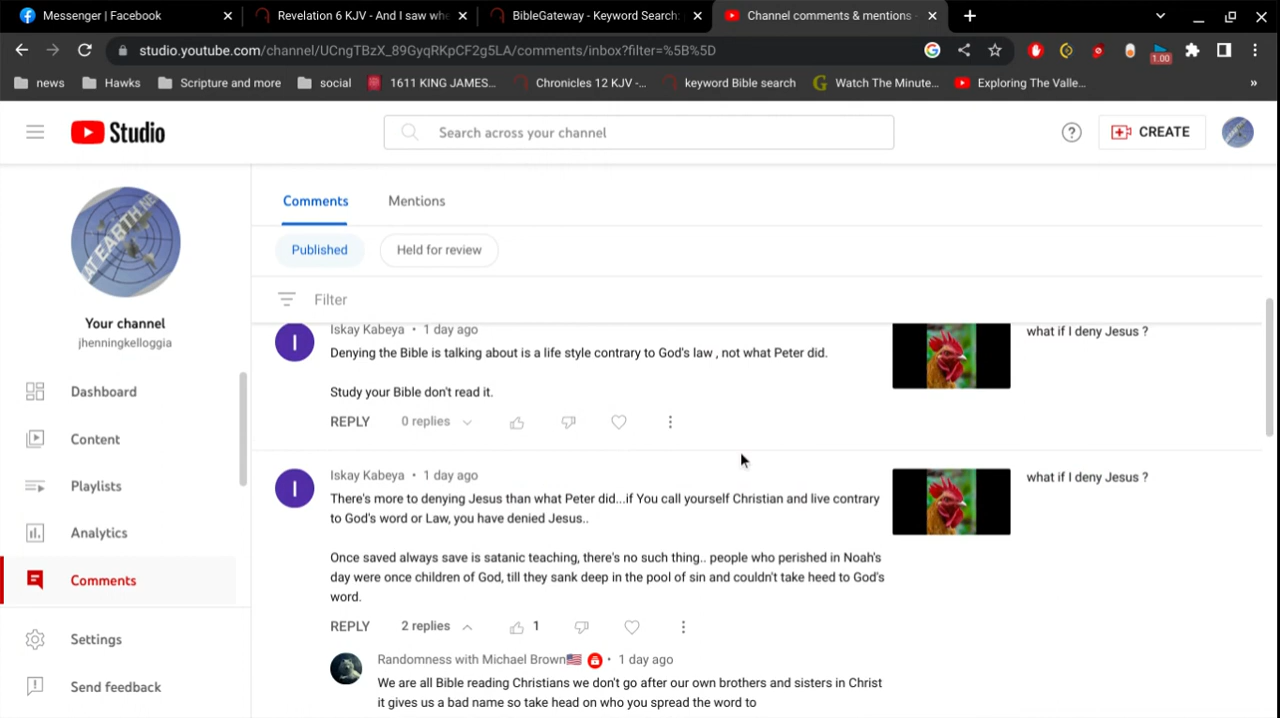 Messenger | Facebook
Revelation 6 KJV - And I saw whe
BibleGateway - Keyword Search:
Channel comments & mentions -
studio.youtube.com/channel/UCngTBzX_89GyqRKpCF2g5LA/comments/inbox?filter=%5B%5D
1.00
news
Hawks
Scripture and more
social
1611 KING JAMES...
Chronicles 12 KJV -...
keyword Bible search
Watch The Minute...
Exploring The Valle...
»
Studio
Search across your channel
CREATE
AT EARTH NE
Your channel
jhenningkelloggia
Dashboard
Content
Playlists
Analytics
Comments
Settings
Send feedback
Comments
Mentions
Published
Held for review
Filter
I
Iskay Kabeya • 1 day ago
Denying the Bible is talking about is a life style contrary to God's law , not what Peter did.
Study your Bible don't read it.
REPLY
0 replies
what if I deny Jesus ?
I
Iskay Kabeya • 1 day ago
There's more to denying Jesus than what Peter did...if You call yourself Christian and live contrary
to God's word or Law, you have denied Jesus..
Once saved always save is satanic teaching, there's no such thing.. people who perished in Noah's
day were once children of God, till they sank deep in the pool of sin and couldn't take heed to God's
word.
REPLY
2 replies
1
what if I deny Jesus ?
Randomness with Michael Brown🇺🇸 • 1 day ago
We are all Bible reading Christians we don't go after our own brothers and sisters in Christ
it gives us a bad name so take head on who you spread the word to